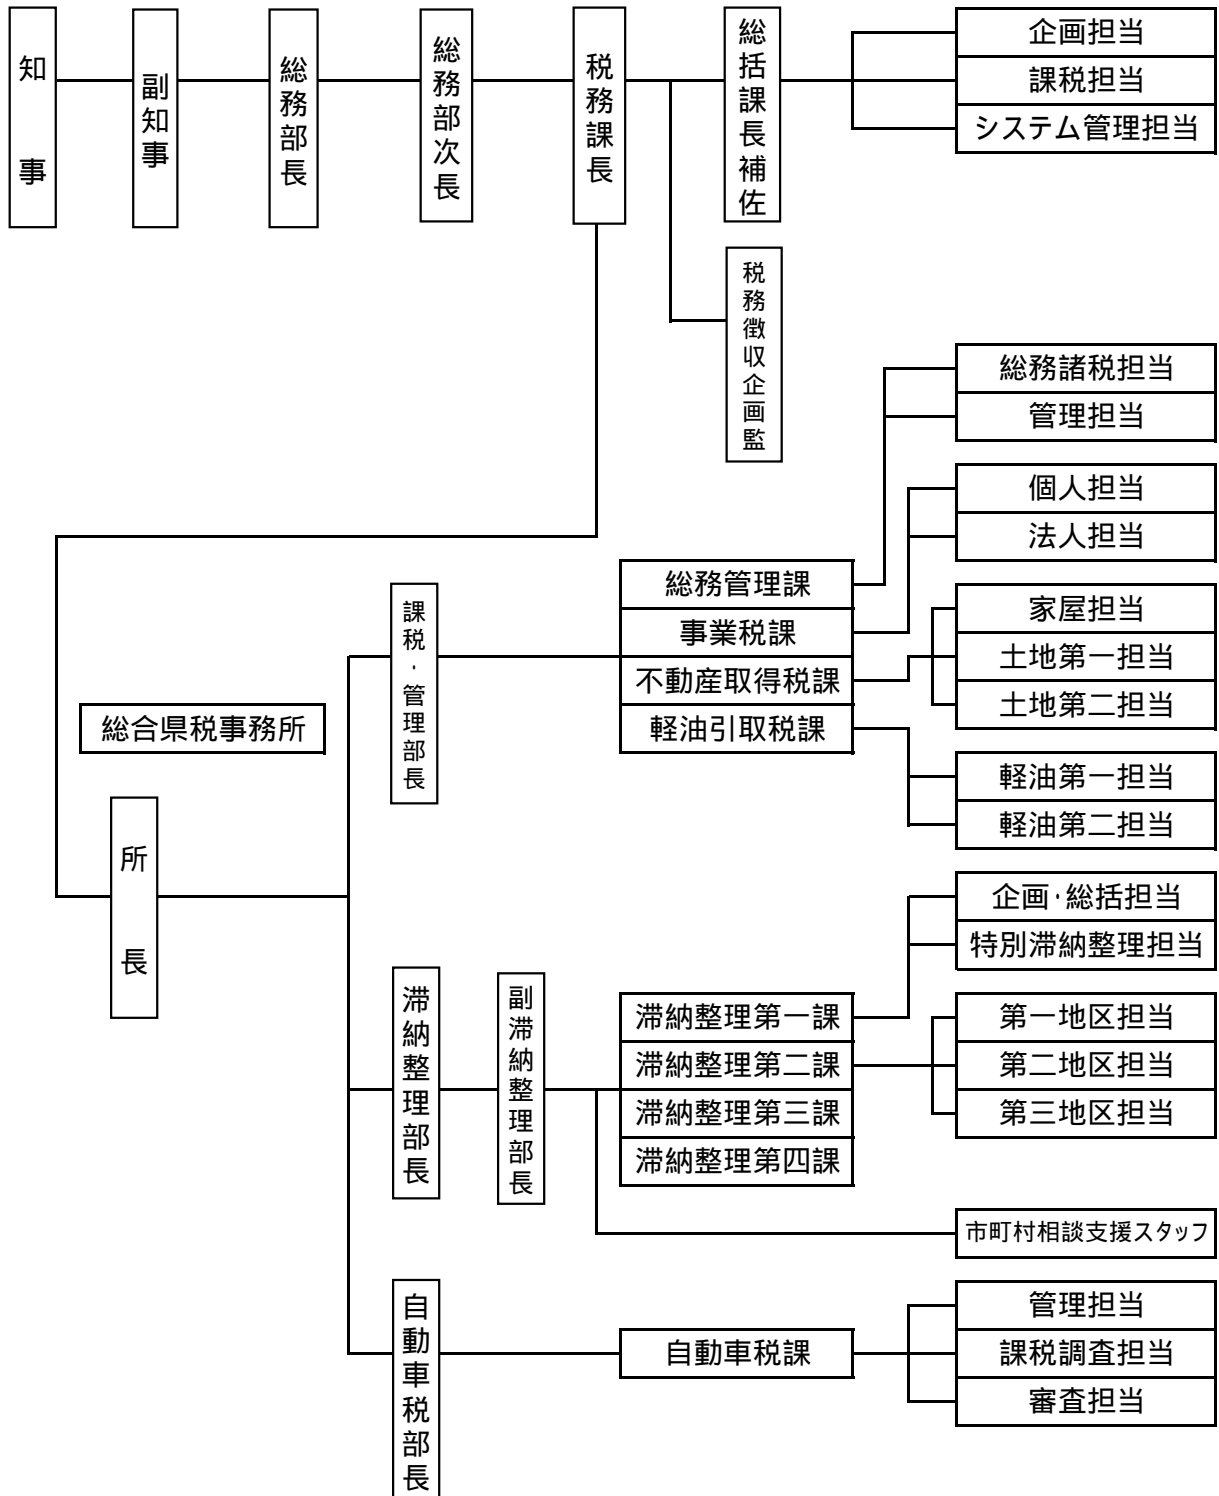 知事
副知事
総務部長
総務部次長
税務課長
総括課長補佐
企画担当
課税担当
システム管理担当
税務徴収企画監
総務諸税担当
管理担当
個人担当
法人担当
総務管理課
事業税課
不動産取得税課
軽油引取税課
課税・管理部長
家屋担当
土地第一担当
土地第二担当
総合県税事務所
軽油第一担当
軽油第二担当
所長
企画・総括担当
特別滞納整理担当
滞納整理部長
副滞納整理部長
滞納整理第一課
滞納整理第二課
滞納整理第三課
滞納整理第四課
第一地区担当
第二地区担当
第三地区担当
市町村相談支援スタッフ
自動車税部長
自動車税課
管理担当
課税調査担当
審査担当